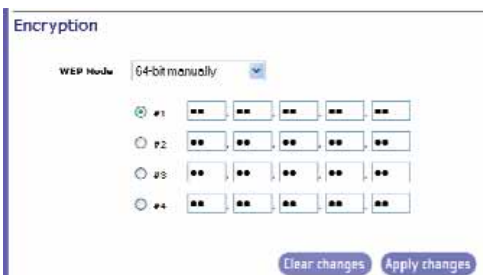 Encryption
WEP Mode 64-bit manually
#1 •• . •• . •• . •• . ••
#2 •• . •• . •• . •• . ••
#3 •• . •• . •• . •• . ••
#4 •• . •• . •• . •• . ••
Clear changes Apply changes